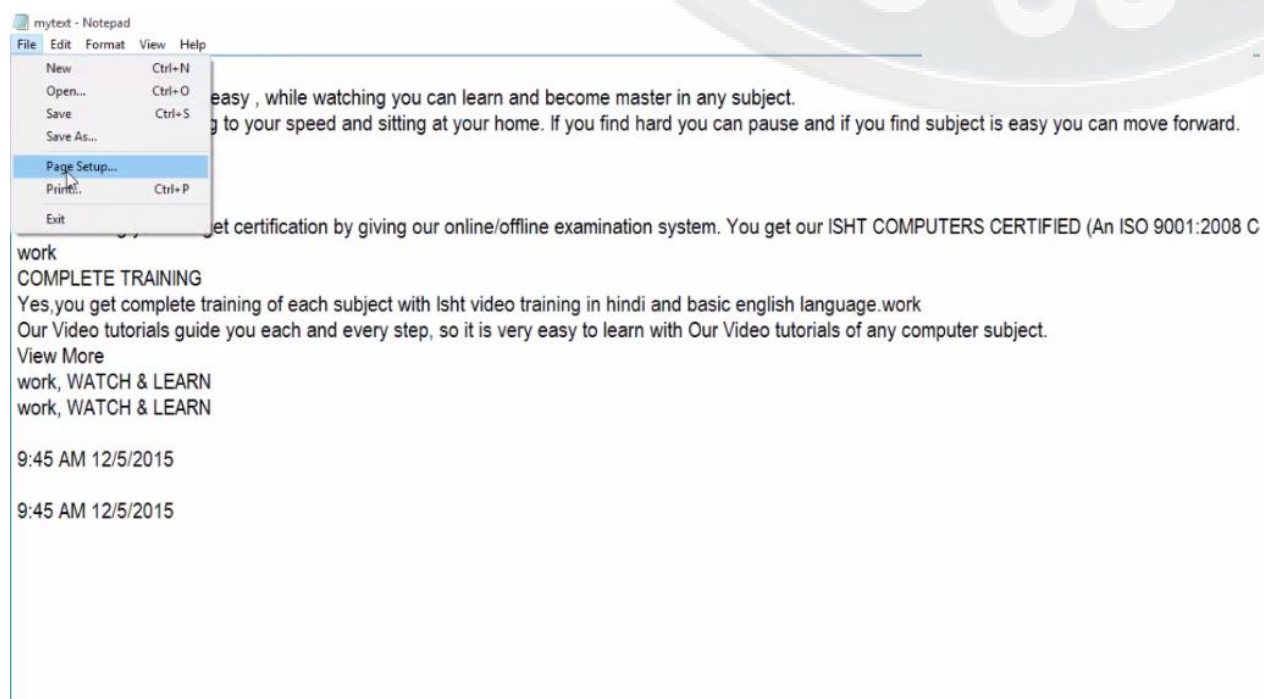 mytext - Notepad
File Edit Format View Help
New Ctrl+N
Open... Ctrl+O
Save Ctrl+S
Save As...
Page Setup...
Print... Ctrl+P
Exit
easy , while watching you can learn and become master in any subject.
to your speed and sitting at your home. If you find hard you can pause and if you find subject is easy you can move forward.
get certification by giving our online/offline examination system. You get our ISHT COMPUTERS CERTIFIED (An ISO 9001:2008 C
work
COMPLETE TRAINING
Yes,you get complete training of each subject with Isht video training in hindi and basic english language.work
Our Video tutorials guide you each and every step, so it is very easy to learn with Our Video tutorials of any computer subject.
View More
work, WATCH & LEARN
work, WATCH & LEARN
9:45 AM 12/5/2015
9:45 AM 12/5/2015